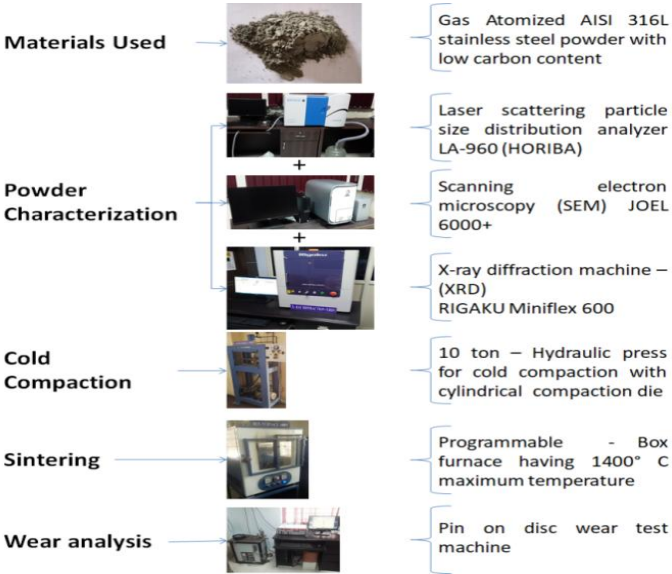 Materials Used
Gas Atomized AISI 316L
stainless steel powder with
low carbon content
Powder
Characterization
Laser scattering particle
size distribution analyzer
LA-960 (HORIBA)
+
Scanning electron
microscopy (SEM) JOEL
6000+
+
X-ray diffraction machine –
(XRD)
RIGAKU Miniflex 600
Rigaku
Cold
Compaction
10 ton – Hydraulic press
for cold compaction with
cylindrical compaction die
Sintering
Programmable - Box
furnace having 1400° C
maximum temperature
Wear analysis
Pin on disc wear test
machine